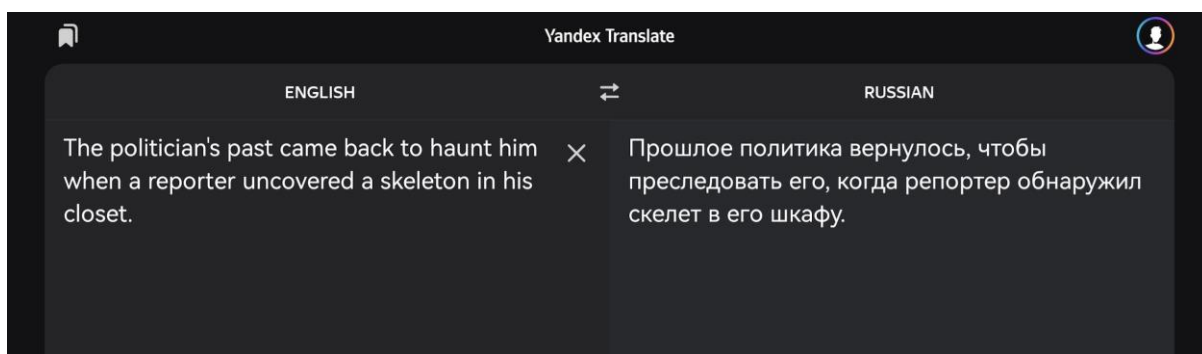 Yandex Translate
ENGLISH
RUSSIAN
The politician's past came back to haunt him
when a reporter uncovered a skeleton in his
closet.
Прошлое политика вернулось, чтобы
преследовать его, когда репортер обнаружил
скелет в его шкафу.